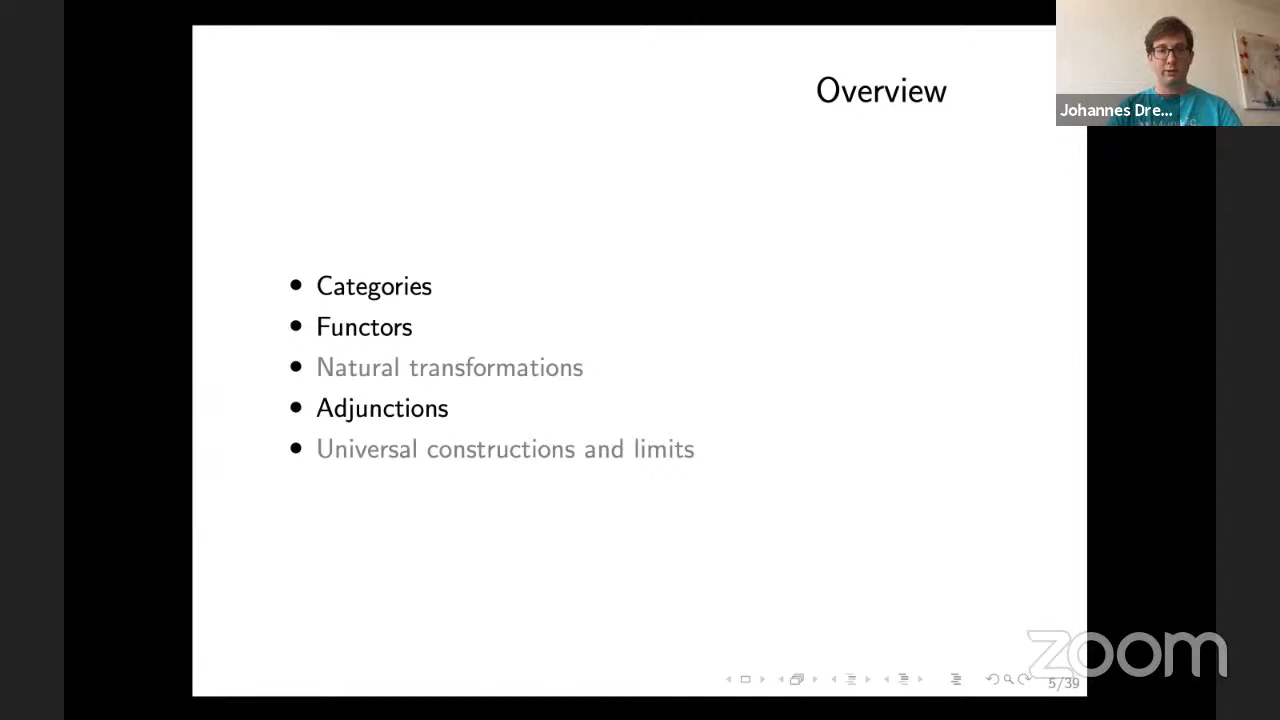 Overview
Johannes Dre...
Categories
Functors
Natural transformations
Adjunctions
Universal constructions and limits
zoom
5/39